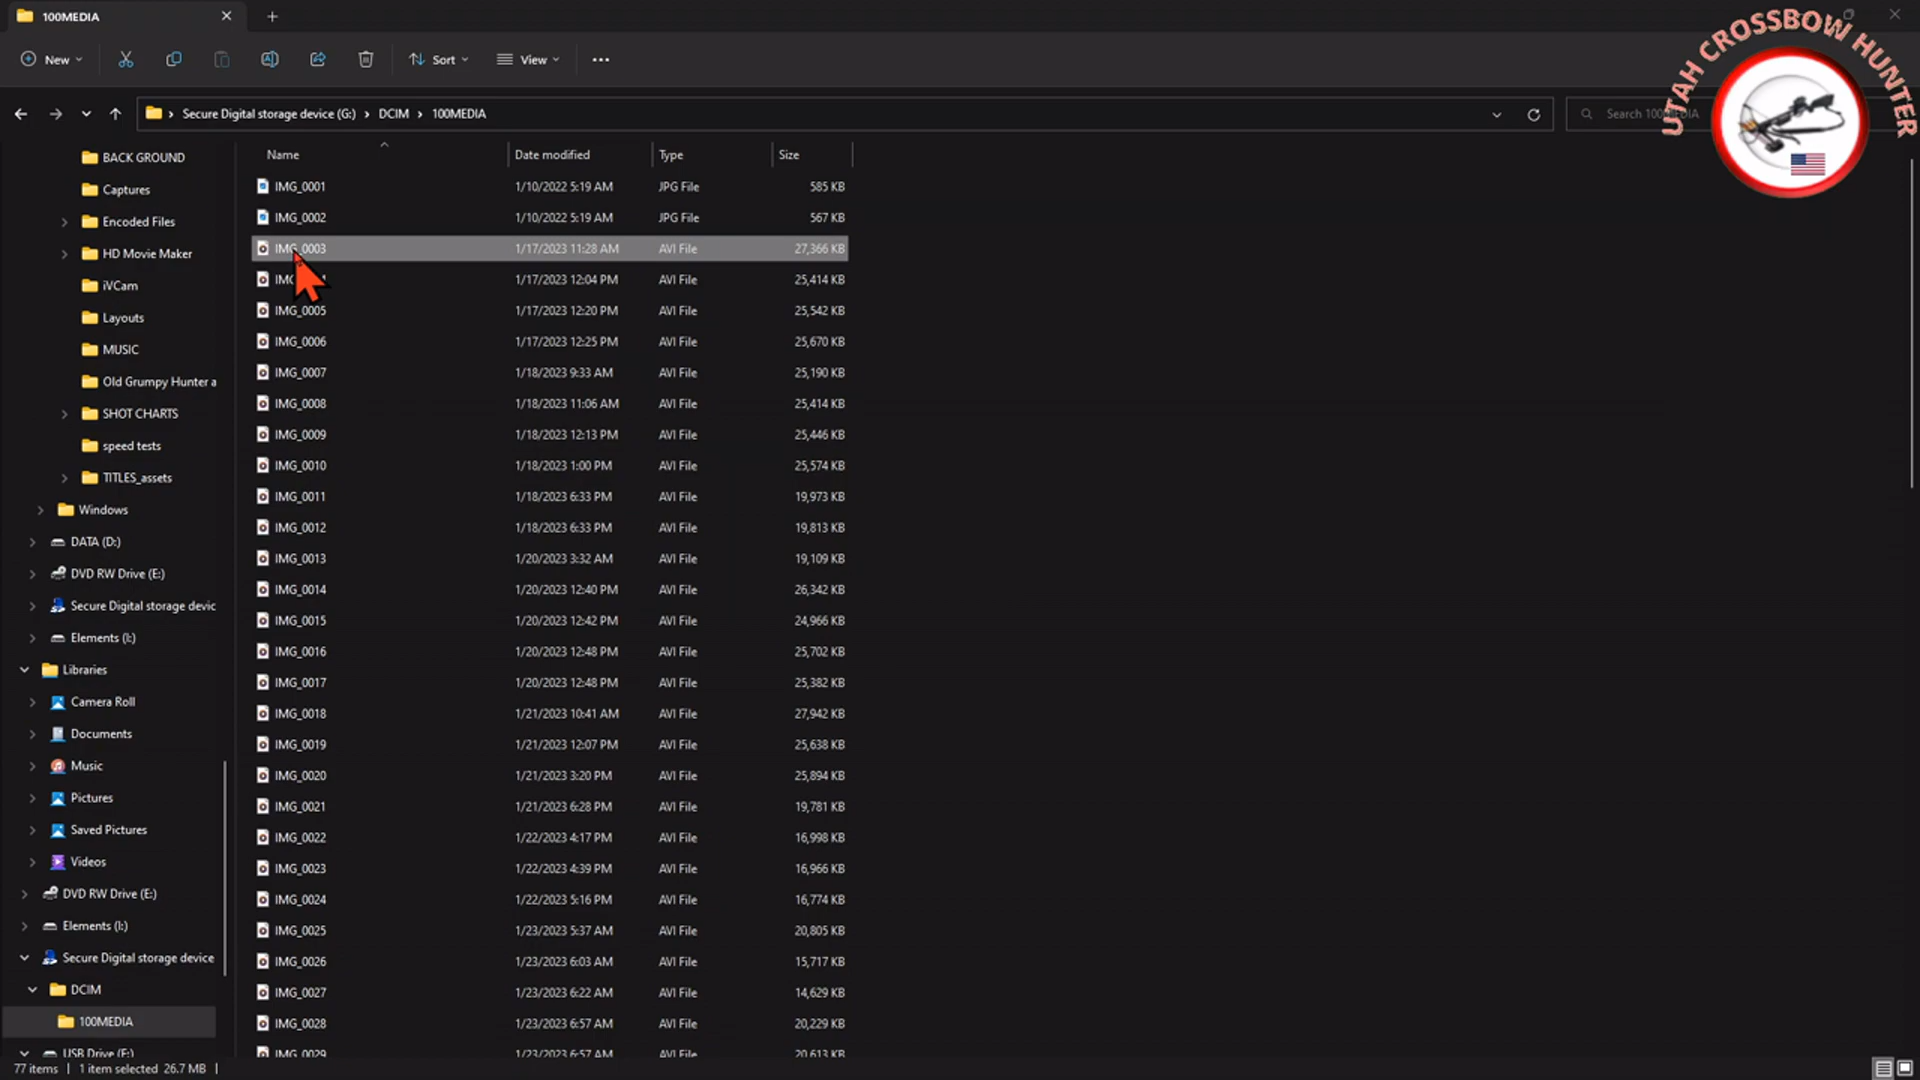 100MEDIA
New
Sort
View
UTAH CROSSBOW HUNTER
Secure Digital storage device (G:) > DCIM > 100MEDIA
Search 100MEDIA
Name Date modified Type Size
BACK GROUND
Captures
Encoded Files
HD Movie Maker
iVCam
Layouts
MUSIC
Old Grumpy Hunter a
SHOT CHARTS
speed tests
TITLES_assets
Windows
DATA (D:)
DVD RW Drive (E:)
Secure Digital storage devic
Elements (I:)
Libraries
Camera Roll
Documents
Music
Pictures
Saved Pictures
Videos
DVD RW Drive (E:)
Elements (I:)
Secure Digital storage device
DCIM
100MEDIA
USB Drive (F:)
IMG_0001 1/10/2022 5:19 AM JPG File 585 KB
IMG_0002 1/10/2022 5:19 AM JPG File 567 KB
IMG_0003 1/17/2023 11:28 AM AVI File 27,366 KB
1/17/2023 12:04 PM AVI File 25,414 KB
IMG_0005 1/17/2023 12:20 PM AVI File 25,542 KB
IMG_0006 1/17/2023 12:25 PM AVI File 25,670 KB
IMG_0007 1/18/2023 9:33 AM AVI File 25,190 KB
IMG_0008 1/18/2023 11:06 AM AVI File 25,414 KB
IMG_0009 1/18/2023 12:13 PM AVI File 25,446 KB
IMG_0010 1/18/2023 1:00 PM AVI File 25,574 KB
IMG_0011 1/18/2023 6:33 PM AVI File 19,973 KB
IMG_0012 1/18/2023 6:33 PM AVI File 19,813 KB
IMG_0013 1/20/2023 3:32 AM AVI File 19,109 KB
IMG_0014 1/20/2023 12:40 PM AVI File 26,342 KB
IMG_0015 1/20/2023 12:42 PM AVI File 24,966 KB
IMG_0016 1/20/2023 12:48 PM AVI File 25,702 KB
IMG_0017 1/20/2023 12:48 PM AVI File 25,382 KB
IMG_0018 1/21/2023 10:41 AM AVI File 27,942 KB
IMG_0019 1/21/2023 12:07 PM AVI File 25,638 KB
IMG_0020 1/21/2023 3:20 PM AVI File 25,894 KB
IMG_0021 1/21/2023 6:28 PM AVI File 19,781 KB
IMG_0022 1/22/2023 4:17 PM AVI File 16,998 KB
IMG_0023 1/22/2023 4:39 PM AVI File 16,966 KB
IMG_0024 1/22/2023 5:16 PM AVI File 16,774 KB
IMG_0025 1/23/2023 5:37 AM AVI File 20,805 KB
IMG_0026 1/23/2023 6:03 AM AVI File 15,717 KB
IMG_0027 1/23/2023 6:22 AM AVI File 14,629 KB
IMG_0028 1/23/2023 6:57 AM AVI File 20,229 KB
IMG_0029 1/23/2023 6:57 AM AVI File 20,613 KB
77 items | 1 item selected 26.7 MB |